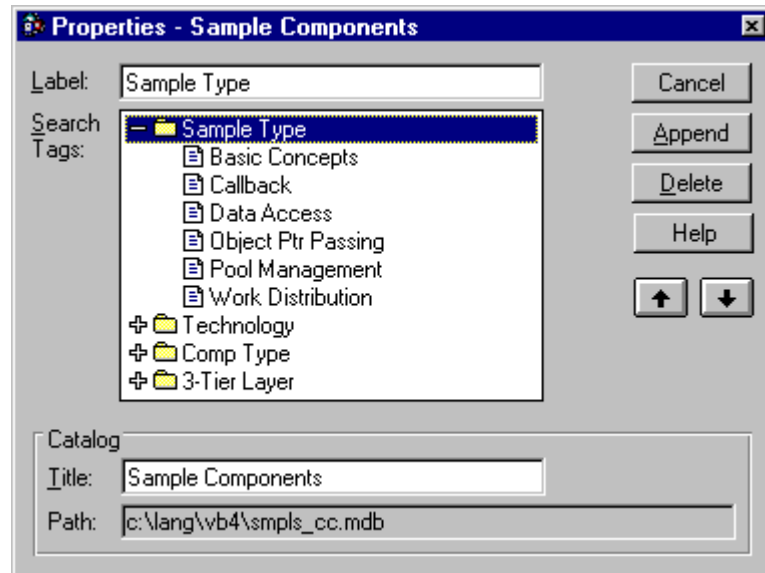 Properties - Sample Components
Label: Sample Type
Cancel
Search Tags:
Sample Type
Append
Basic Concepts
Callback
Delete
Data Access
Object Ptr Passing
Help
Pool Management
Work Distribution
Technology
Comp Type
3-Tier Layer
Catalog
Title: Sample Components
Path: c:\lang\vb4\smpls_cc.mdb